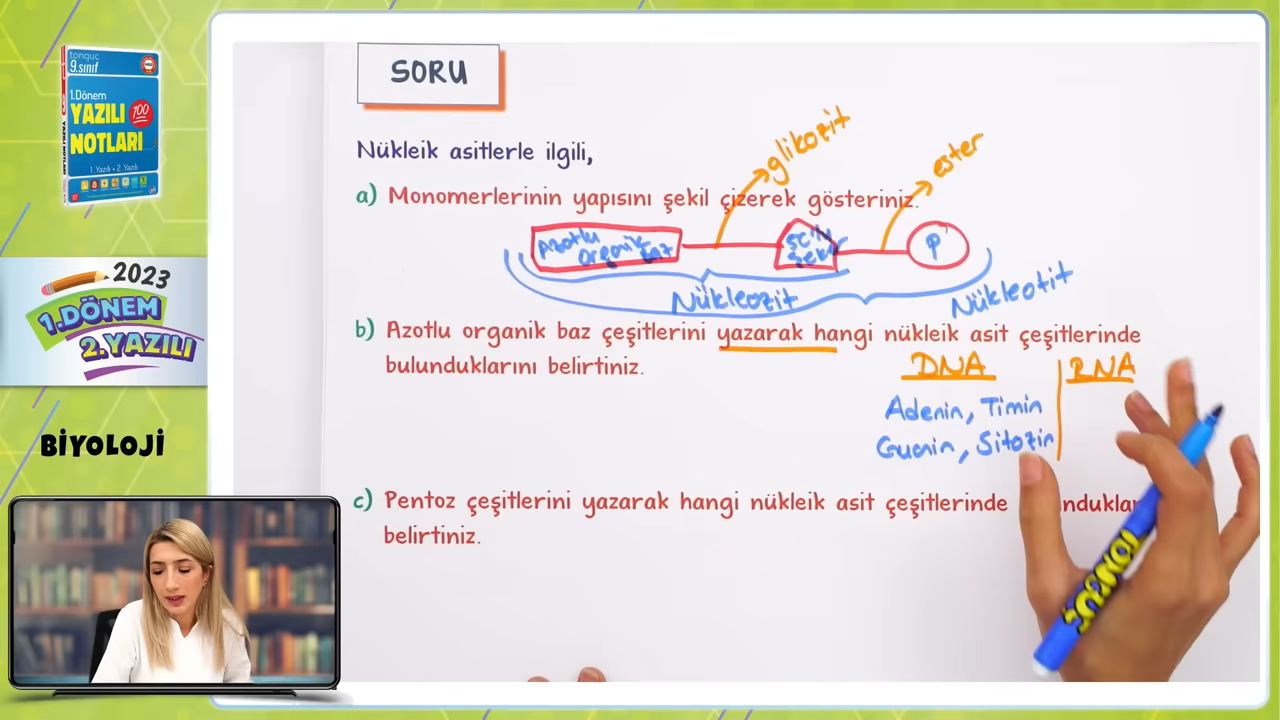 tonguç
9.sınıf
1.Dönem
YAZILI 100
NOTLARI
1.Yazılı • 2.Yazılı
2023
1.DÖNEM
2.YAZILI
BİYOLOJİ
SORU
Nükleik asitlerle ilgili,
glikozit
ester
a) Monomerlerinin yapısını şekil çizerek gösteriniz.
Azotlu
organik baz
5C'lu
şeker
P
Nükleozit
Nükleotit
b) Azotlu organik baz çeşitlerini yazarak hangi nükleik asit çeşitlerinde
bulunduklarını belirtiniz.
DNA
RNA
Adenin, Timin
Guanin, Sitozin
c) Pentoz çeşitlerini yazarak hangi nükleik asit çeşitlerinde
belirtiniz.
TONGUÇ